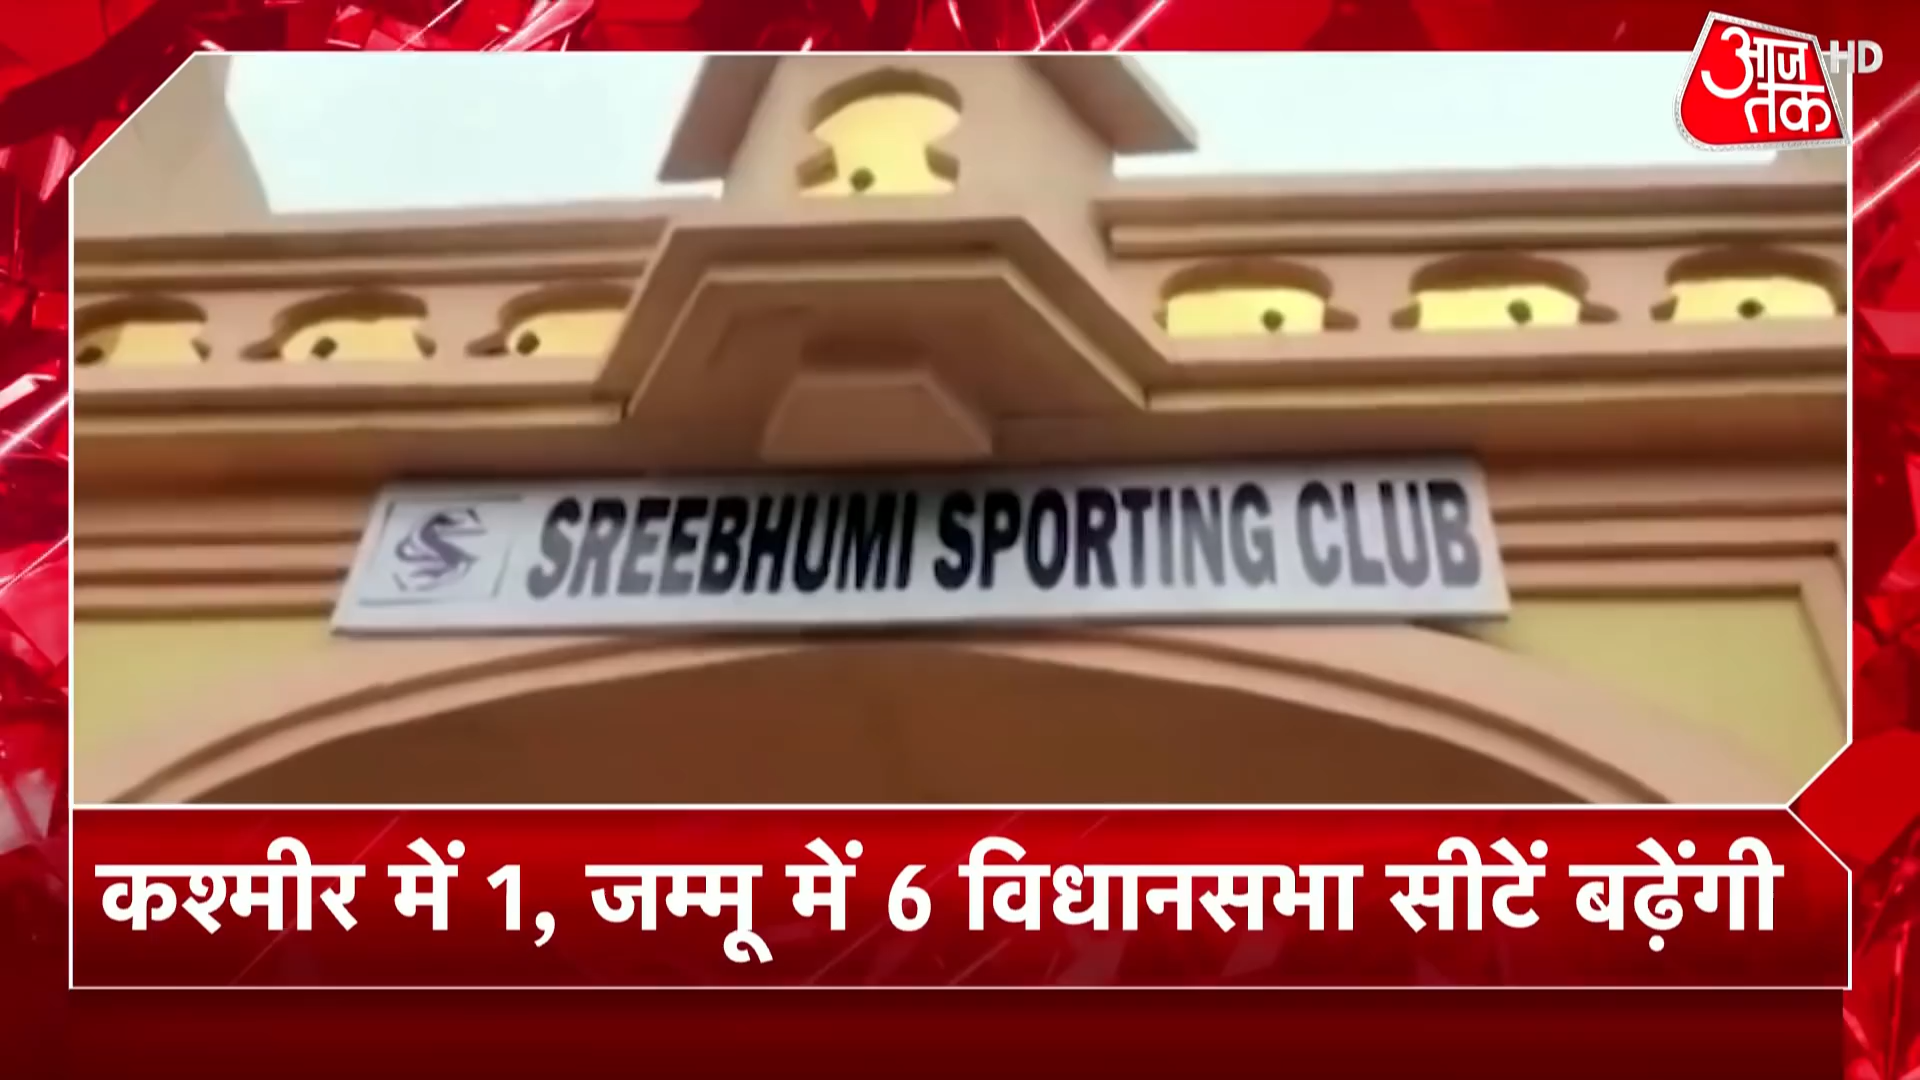 आज तक HD
SREEBHUMI SPORTING CLUB
कश्मीर में 1, जम्मू में 6 विधानसभा सीटें बढ़ेंगी